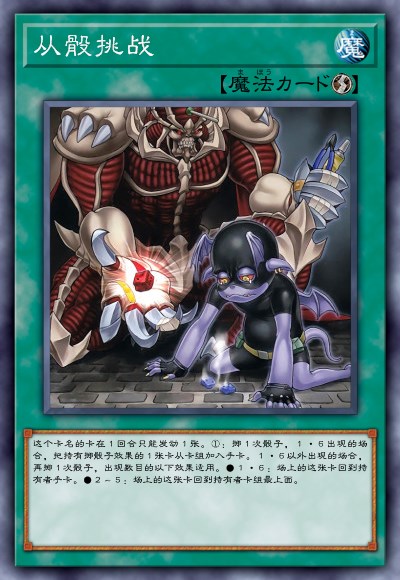 从骰挑战
魔
【魔法カード】
まほう
这个卡名的卡在1回合只能发动1张。①：掷1次骰子，1·6出现的场
合，把持有掷骰子效果的1张卡从卡组加入手卡。1·6以外出现的场合，
再掷1次骰子，出现数目的以下效果适用。●1·6：场上的这张卡回到持
有者手卡。●2－5：场上的这张卡回到持有者卡组最上面。